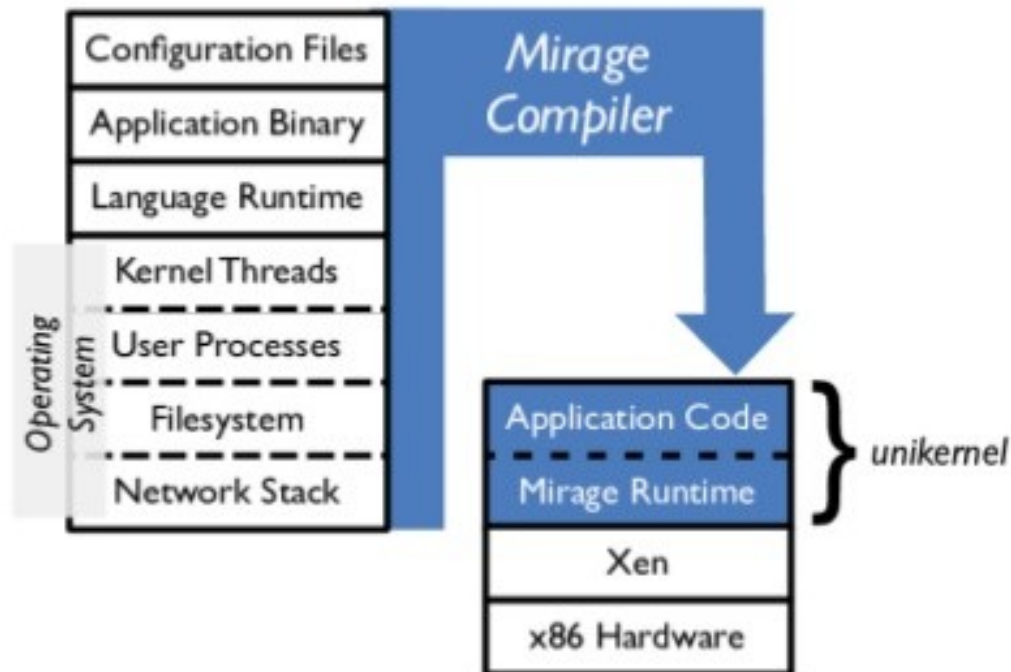 Configuration Files
Application Binary
Language Runtime
Kernel Threads
User Processes
Filesystem
Network Stack
Operating
System
Mirage
Compiler
Application Code
Mirage Runtime
Xen
x86 Hardware
unikernel